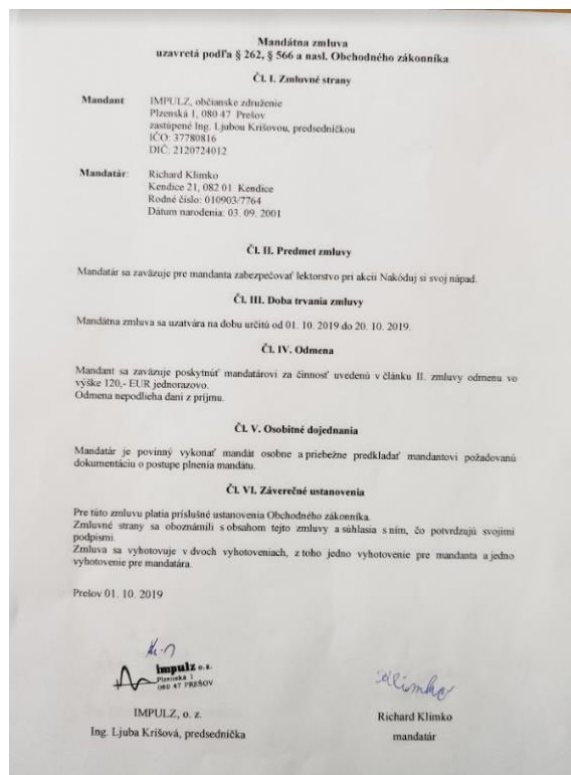 Mandátna zmluva
uzavretá podľa § 262, § 566 a nasl. Obchodného zákonníka
Čl. I. Zmluvné strany
Mandant: IMPULZ, občianske združenie
Plzenská 1, 080 47 Prešov
zastúpené Ing. Ljubou Krišovou, predsedníčkou
IČO: 37780816
DIČ: 2120724012
Mandatár: Richard Klimko
Kendice 21, 082 01 Kendice
Rodné číslo: 010903/7764
Dátum narodenia: 03. 09. 2001
Čl. II. Predmet zmluvy
Mandatár sa zaväzuje pre mandanta zabezpečovať lektorstvo pri akcii Nakóduj si svoj nápad.
Čl. III. Doba trvania zmluvy
Mandátna zmluva sa uzatvára na dobu určitú od 01. 10. 2019 do 20. 10. 2019.
Čl. IV. Odmena
Mandant sa zaväzuje poskytnúť mandatárovi za činnosť uvedenú v článku II. zmluvy odmenu vo
výške 120,- EUR jednorazovo.
Odmena nepodlieha dani z príjmu.
Čl. V. Osobitné dojednania
Mandatár je povinný vykonať mandát osobne a priebežne predkladať mandantovi požadovanú
dokumentáciu o postupe plnenia mandátu.
Čl. VI. Záverečné ustanovenia
Pre túto zmluvu platia príslušné ustanovenia Obchodného zákonníka.
Zmluvné strany sa oboznámili s obsahom tejto zmluvy a súhlasia s ním, čo potvrdzujú svojimi
podpismi.
Zmluva sa vyhotovuje v dvoch vyhotoveniach, z toho jedno vyhotovenie pre mandanta a jedno
vyhotovenie pre mandatára.
Prešov 01. 10. 2019
impulz o.z.
Plzenská 1
080 47 PREŠOV
Klimko
IMPULZ, o. z.
Ing. Ljuba Krišová, predsedníčka
Richard Klimko
mandatár